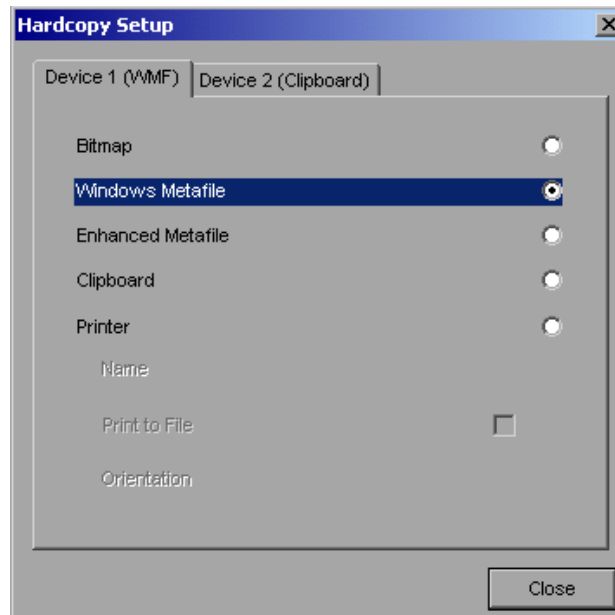 Hardcopy Setup
Device 1 (WMF)
Device 2 (Clipboard)
Bitmap
Windows Metafile
Enhanced Metafile
Clipboard
Printer
Name
Print to File
Orientation
Close